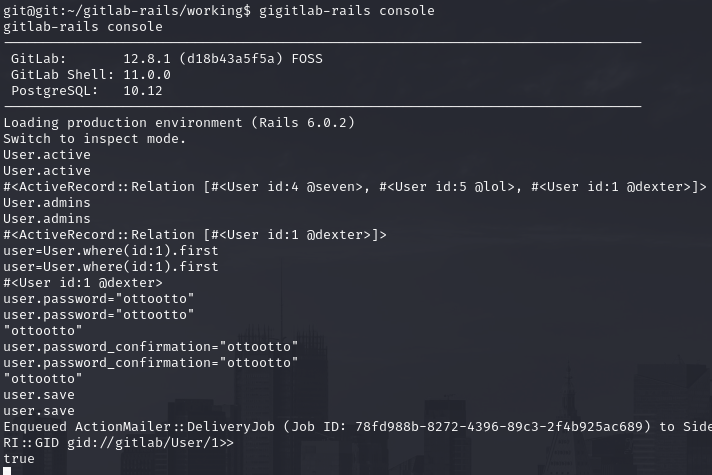 git@git:~/gitlab-rails/working$ gigitlab-rails console
gitlab-rails console
GitLab: 12.8.1 (d18b43a5f5a) FOSS
GitLab Shell: 11.0.0
PostgreSQL: 10.12
Loading production environment (Rails 6.0.2)
Switch to inspect mode.
User.active
User.active
#<ActiveRecord::Relation [#<User id:4 @seven>, #<User id:5 @lol>, #<User id:1 @dexter>]>
User.admins
User.admins
#<ActiveRecord::Relation [#<User id:1 @dexter>]>
user=User.where(id:1).first
user=User.where(id:1).first
#<User id:1 @dexter>
user.password="ottootto"
user.password="ottootto"
"ottootto"
user.password_confirmation="ottootto"
user.password_confirmation="ottootto"
"ottootto"
user.save
user.save
Enqueued ActionMailer::DeliveryJob (Job ID: 78fd988b-8272-4396-89c3-2f4b925ac689) to Side
RI::GID gid://gitlab/User/1>>
true